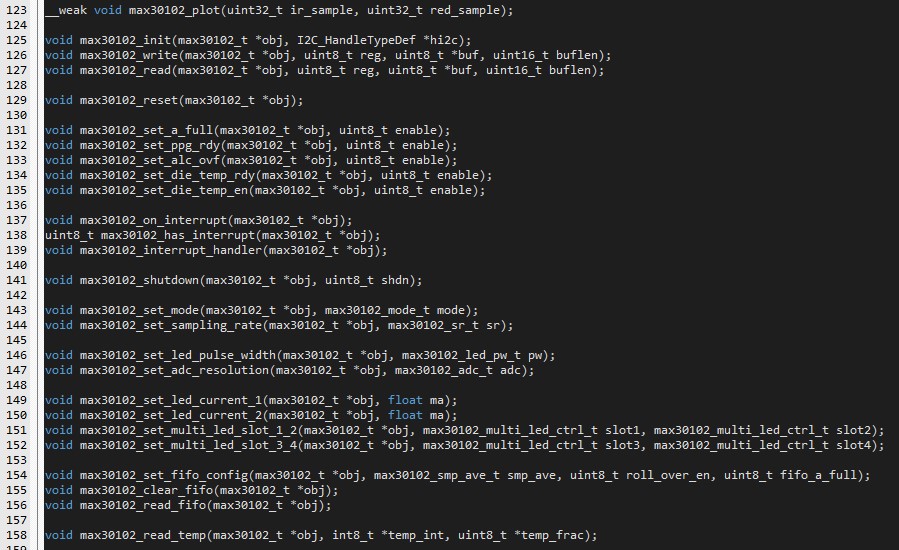 123 __weak void max30102_plot(uint32_t ir_sample, uint32_t red_sample);
124
125 void max30102_init(max30102_t *obj, I2C_HandleTypeDef *hi2c);
126 void max30102_write(max30102_t *obj, uint8_t reg, uint8_t *buf, uint16_t buflen);
127 void max30102_read(max30102_t *obj, uint8_t reg, uint8_t *buf, uint16_t buflen);
128
129 void max30102_reset(max30102_t *obj);
130
131 void max30102_set_a_full(max30102_t *obj, uint8_t enable);
132 void max30102_set_ppg_rdy(max30102_t *obj, uint8_t enable);
133 void max30102_set_alc_ovf(max30102_t *obj, uint8_t enable);
134 void max30102_set_die_temp_rdy(max30102_t *obj, uint8_t enable);
135 void max30102_set_die_temp_en(max30102_t *obj, uint8_t enable);
136
137 void max30102_on_interrupt(max30102_t *obj);
138 uint8_t max30102_has_interrupt(max30102_t *obj);
139 void max30102_interrupt_handler(max30102_t *obj);
140
141 void max30102_shutdown(max30102_t *obj, uint8_t shdn);
142
143 void max30102_set_mode(max30102_t *obj, max30102_mode_t mode);
144 void max30102_set_sampling_rate(max30102_t *obj, max30102_sr_t sr);
145
146 void max30102_set_led_pulse_width(max30102_t *obj, max30102_led_pw_t pw);
147 void max30102_set_adc_resolution(max30102_t *obj, max30102_adc_t adc);
148
149 void max30102_set_led_current_1(max30102_t *obj, float ma);
150 void max30102_set_led_current_2(max30102_t *obj, float ma);
151 void max30102_set_multi_led_slot_1_2(max30102_t *obj, max30102_multi_led_ctrl_t slot1, max30102_multi_led_ctrl_t slot2);
152 void max30102_set_multi_led_slot_3_4(max30102_t *obj, max30102_multi_led_ctrl_t slot3, max30102_multi_led_ctrl_t slot4);
153
154 void max30102_set_fifo_config(max30102_t *obj, max30102_smp_ave_t smp_ave, uint8_t roll_over_en, uint8_t fifo_a_full);
155 void max30102_clear_fifo(max30102_t *obj);
156 void max30102_read_fifo(max30102_t *obj);
157
158 void max30102_read_temp(max30102_t *obj, int8_t *temp_int, uint8_t *temp_frac);
159